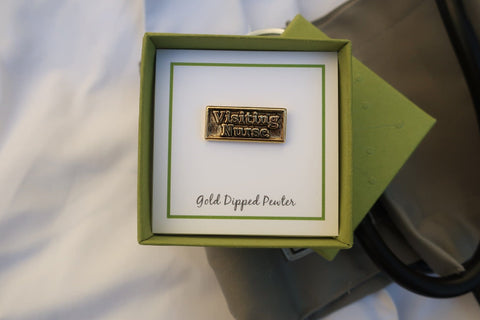 Visiting
Nurse
Gold Dipped Pewter